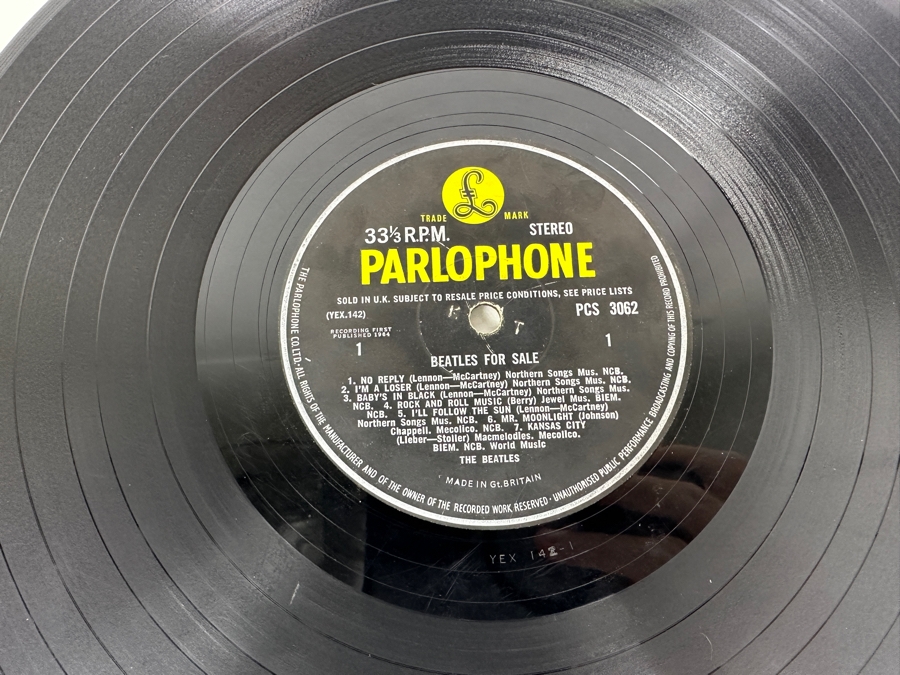 £
TRADE MARK
33⅓ R.P.M. STEREO
PARLOPHONE
SOLD IN U.K. SUBJECT TO RESALE PRICE CONDITIONS, SEE PRICE LISTS
(YEX.142) PCS 3062
K T
RECORDING FIRST
PUBLISHED 1964
1 1
BEATLES FOR SALE
1. NO REPLY (Lennon—McCartney) Northern Songs Mus. NCB.
2. I'M A LOSER (Lennon—McCartney) Northern Songs Mus. NCB.
3. BABY'S IN BLACK (Lennon—McCartney) Northern Songs Mus.
NCB. 4. ROCK AND ROLL MUSIC (Berry) Jewel Mus. BIEM.
NCB. 5. I'LL FOLLOW THE SUN (Lennon—McCartney)
Northern Songs Mus. NCB. 6. MR. MOONLIGHT (Johnson)
Chappell. Mecolico. NCB. 7. KANSAS CITY
(Lieber—Stoller) Macmelodies. Mecolico.
BIEM. NCB. World Music
THE BEATLES
MADE IN Gt. BRITAIN
THE PARLOPHONE CO. LTD. · ALL RIGHTS OF THE MANUFACTURER AND OF THE OWNER OF THE RECORDED WORK RESERVED · UNAUTHORISED PUBLIC PERFORMANCE BROADCASTING AND COPYING OF THIS RECORD PROHIBITED
YEX 142-1